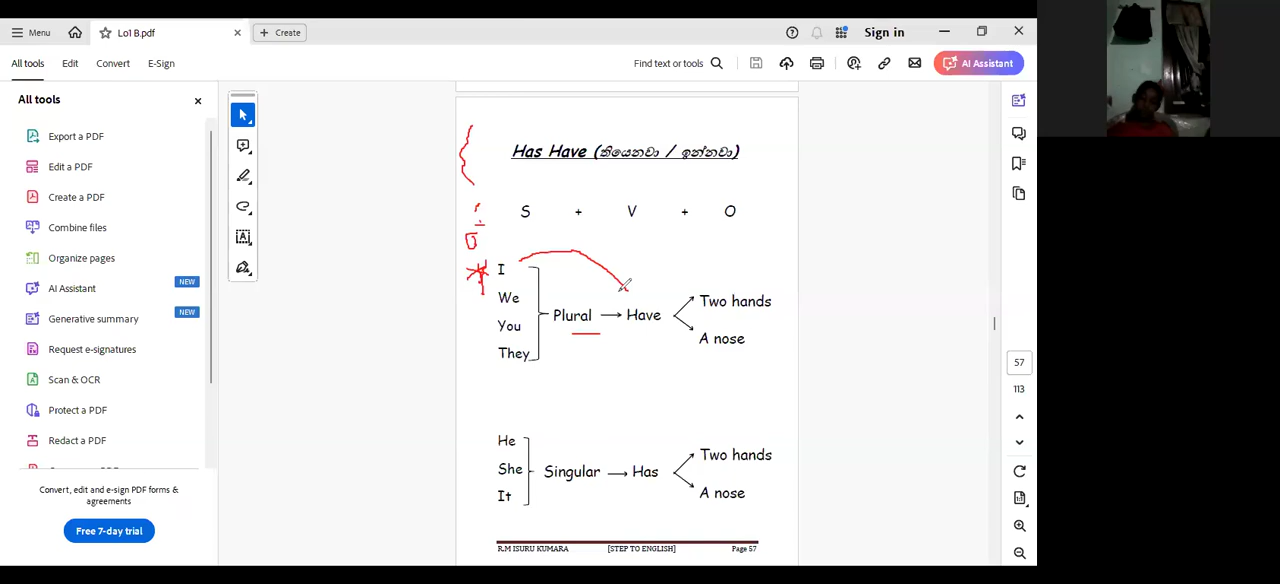 Menu
Lo1 B.pdf
Create
Sign in
All tools
Edit
Convert
E-Sign
Find text or tools
AI Assistant
All tools
Export a PDF
Edit a PDF
Create a PDF
Combine files
Organize pages
AI Assistant NEW
Generative summary NEW
Request e-signatures
Scan & OCR
Protect a PDF
Redact a PDF
Convert, edit and e-sign PDF forms &
agreements
Free 7-day trial
Has Have (තියෙනවා / ඉන්නවා)
S + V + O
I
We
You
They
Plural → Have
Two hands
A nose
He
She
It
Singular → Has
Two hands
A nose
R.M ISURU KUMARA [STEP TO ENGLISH] Page 57
57
113